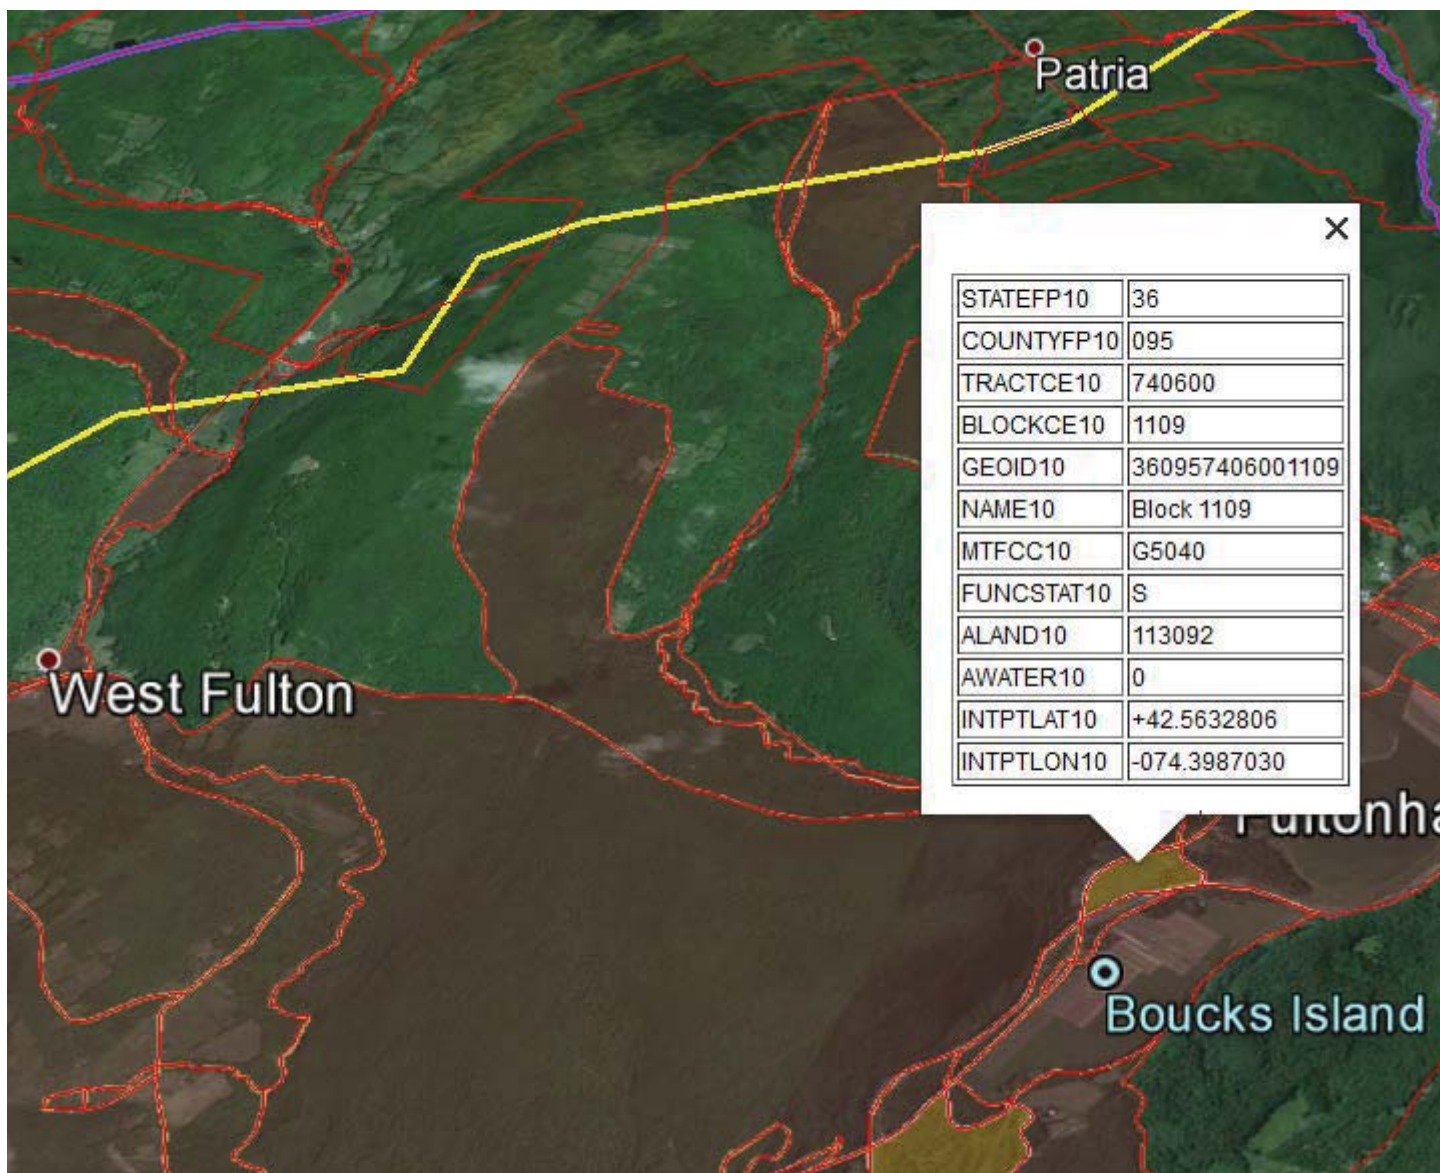 Patria
STATEFP10 36
COUNTYFP10 095
TRACTCE10 740600
BLOCKCE10 1109
GEOID10 360957406001109
NAME10 Block 1109
MTFCC10 G5040
FUNCSTAT10 S
ALAND10 113092
AWATER10 0
INTPTLAT10 +42.5632806
INTPTLON10 -074.3987030
West Fulton
Fultonha
Boucks Island